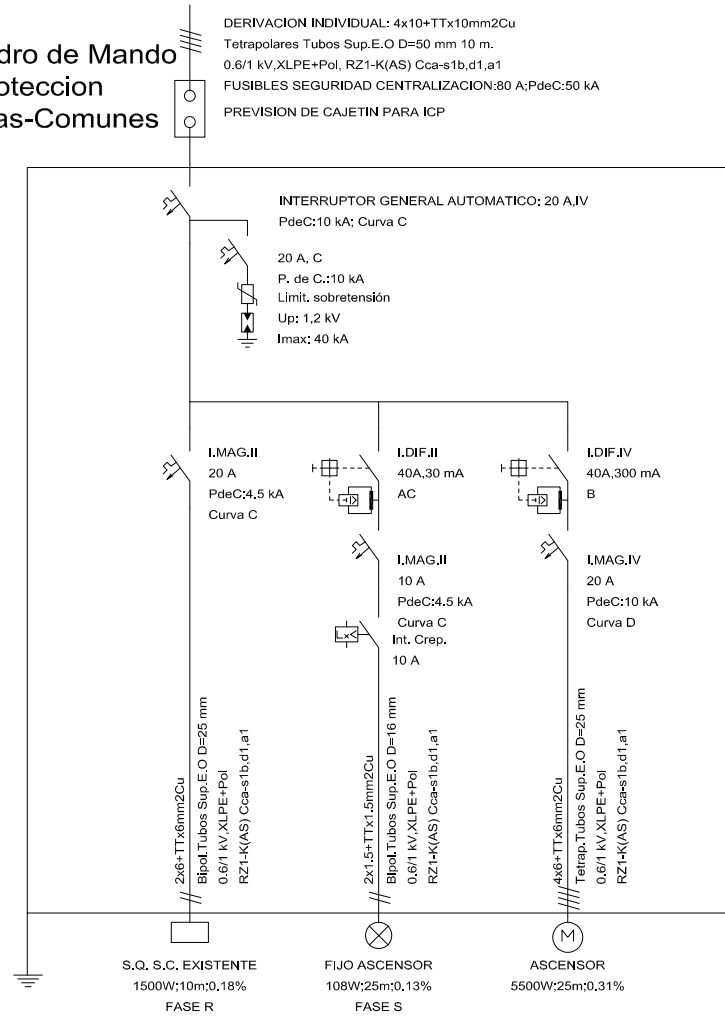 DERIVACION INDIVIDUAL: 4x10+TTx10mm2Cu
Tetrapolares Tubos Sup.E.O D=50 mm 10 m.
0.6/1 kV,XLPE+Pol, RZ1-K(AS) Cca-s1b,d1,a1
FUSIBLES SEGURIDAD CENTRALIZACION:80 A;PdeC:50 kA
PREVISION DE CAJETIN PARA ICP
dro de Mando
oteccion
as-Comunes
INTERRUPTOR GENERAL AUTOMATICO: 20 A,IV
PdeC:10 kA; Curva C
20 A, C
P. de C.:10 kA
Limit. sobretensión
Up: 1,2 kV
Imax: 40 kA
I.MAG.II
20 A
PdeC:4.5 kA
Curva C
I.DIF.II
40A,30 mA
AC
I.DIF.IV
40A,300 mA
B
I.MAG.II
10 A
PdeC:4.5 kA
Curva C
Int. Crep.
10 A
Lx<
I.MAG.IV
20 A
PdeC:10 kA
Curva D
2x6+TTx6mm2Cu
Bipol.Tubos Sup.E.O D=25 mm
0.6/1 kV,XLPE+Pol
RZ1-K(AS) Cca-s1b,d1,a1
2x1.5+TTx1.5mm2Cu
Bipol.Tubos Sup.E.O D=16 mm
0.6/1 kV,XLPE+Pol
RZ1-K(AS) Cca-s1b,d1,a1
4x6+TTx6mm2Cu
Tetrap.Tubos Sup.E.O D=25 mm
0.6/1 kV,XLPE+Pol
RZ1-K(AS) Cca-s1b,d1,a1
S.Q. S.C. EXISTENTE
1500W;10m;0.18%
FASE R
FIJO ASCENSOR
108W;25m;0.13%
FASE S
M
ASCENSOR
5500W;25m;0.31%